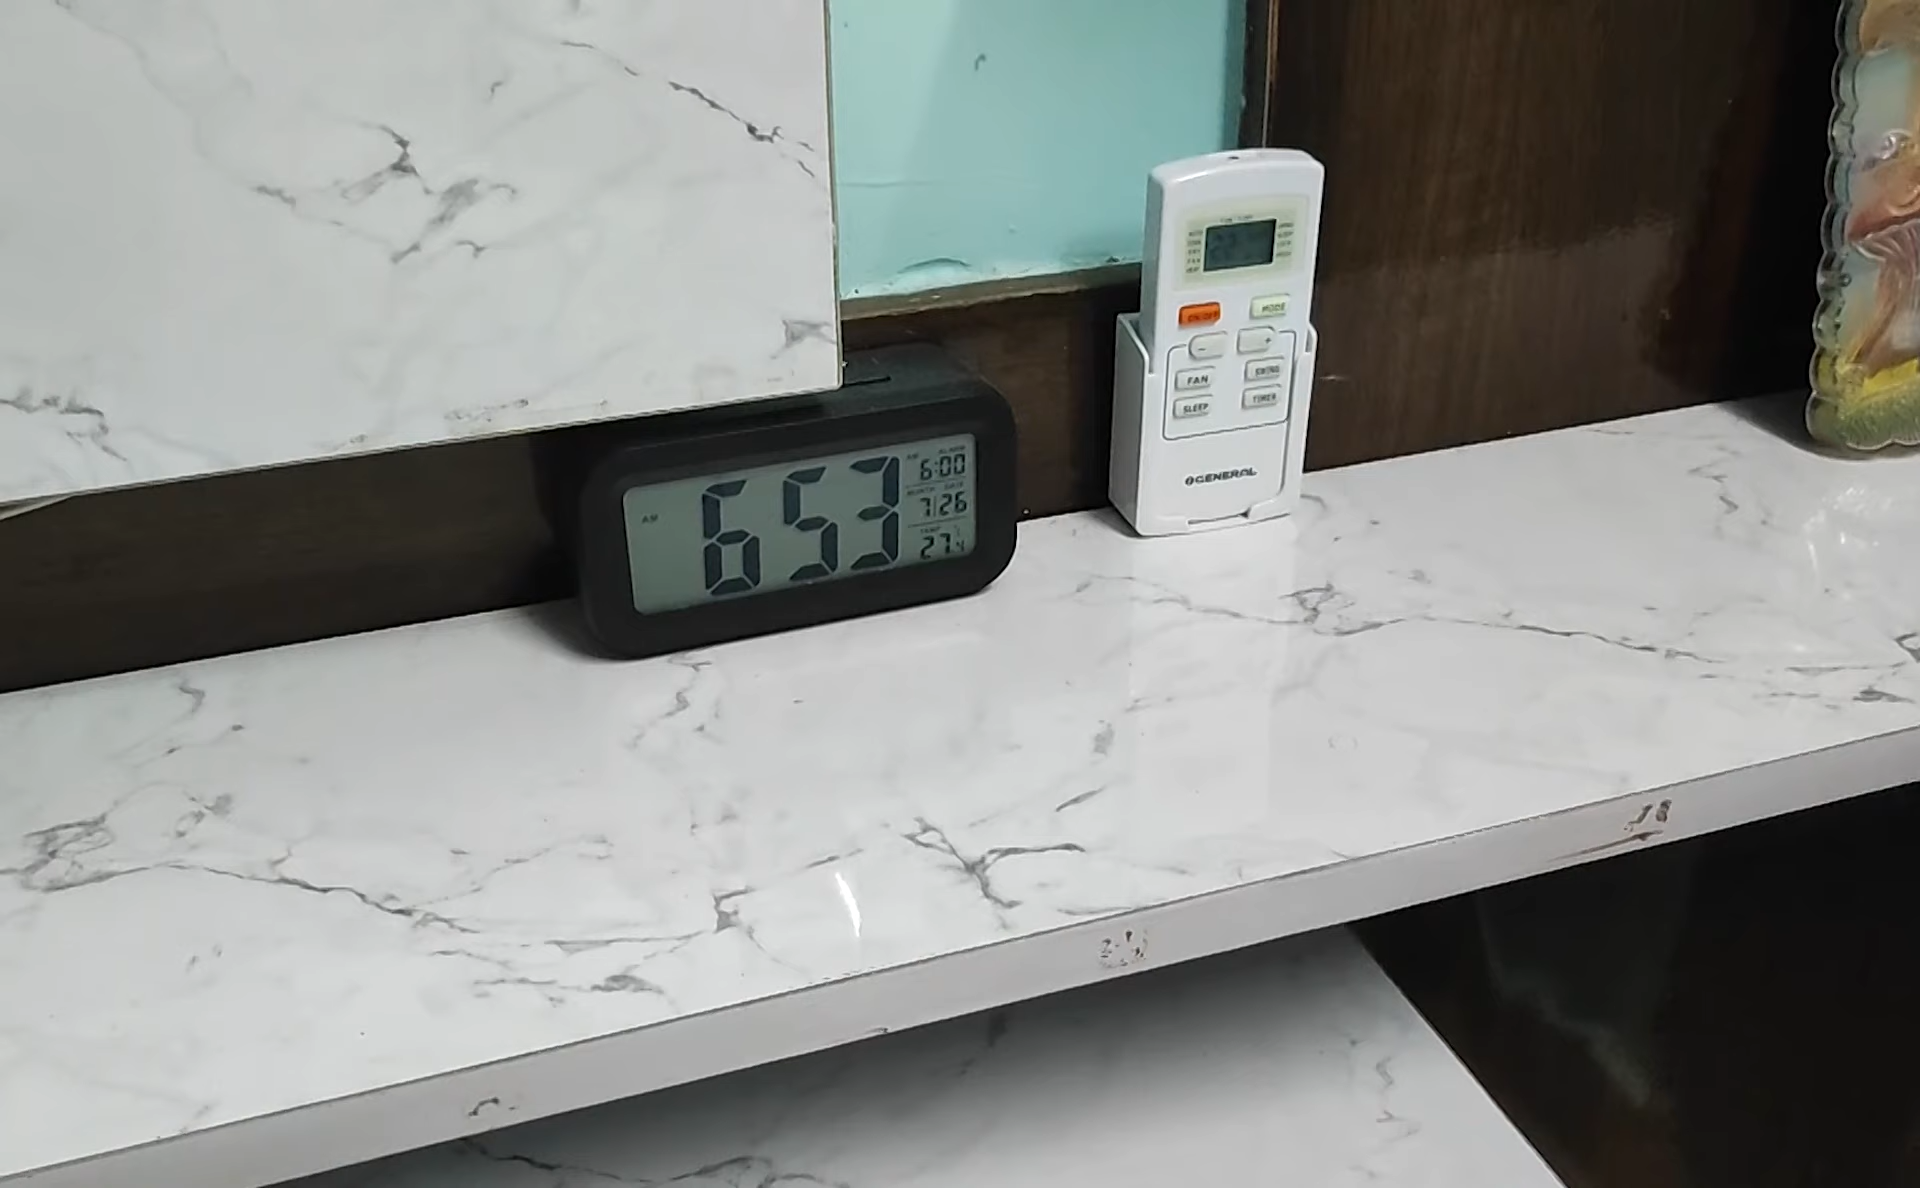 AM
6 53
AM ALARM
6:00
MONTH DATE
7|26
TEMP
27.4
ON/OFF
MODE
- +
FAN SWING
SLEEP TIMER
GENERAL